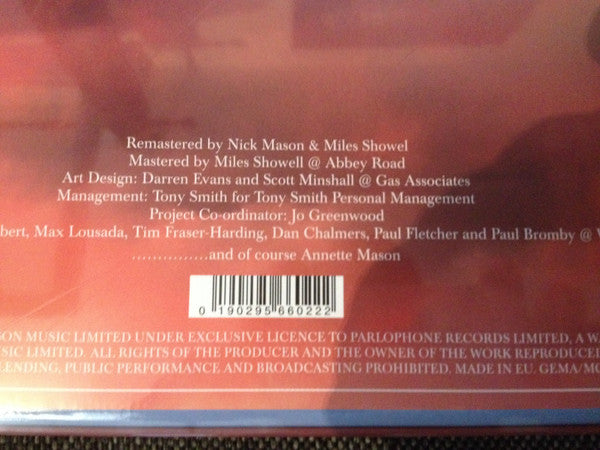 Remastered by Nick Mason & Miles Showel
Mastered by Miles Showell @ Abbey Road
Art Design: Darren Evans and Scott Minshall @ Gas Associates
Management: Tony Smith for Tony Smith Personal Management
Project Co-ordinator: Jo Greenwood
bert, Max Lousada, Tim Fraser-Harding, Dan Chalmers, Paul Fletcher and Paul Bromby @ W
...............and of course Annette Mason
0 190295 660222
SON MUSIC LIMITED UNDER EXCLUSIVE LICENCE TO PARLOPHONE RECORDS LIMITED, A WA
USIC LIMITED. ALL RIGHTS OF THE PRODUCER AND THE OWNER OF THE WORK REPRODUCE
LENDING, PUBLIC PERFORMANCE AND BROADCASTING PROHIBITED. MADE IN EU. GEMA/MC